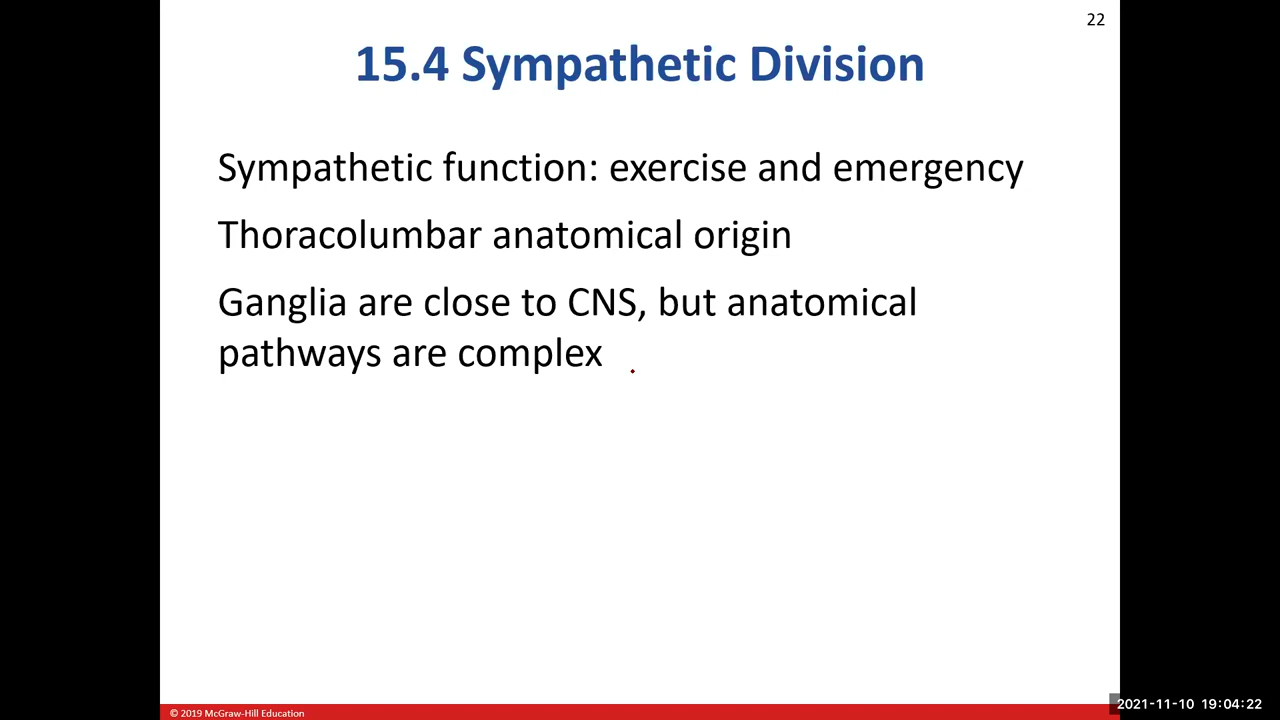 22
15.4 Sympathetic Division
Sympathetic function: exercise and emergency
Thoracolumbar anatomical origin
Ganglia are close to CNS, but anatomical
pathways are complex
© 2019 McGraw-Hill Education
2021-11-10 19:04:22